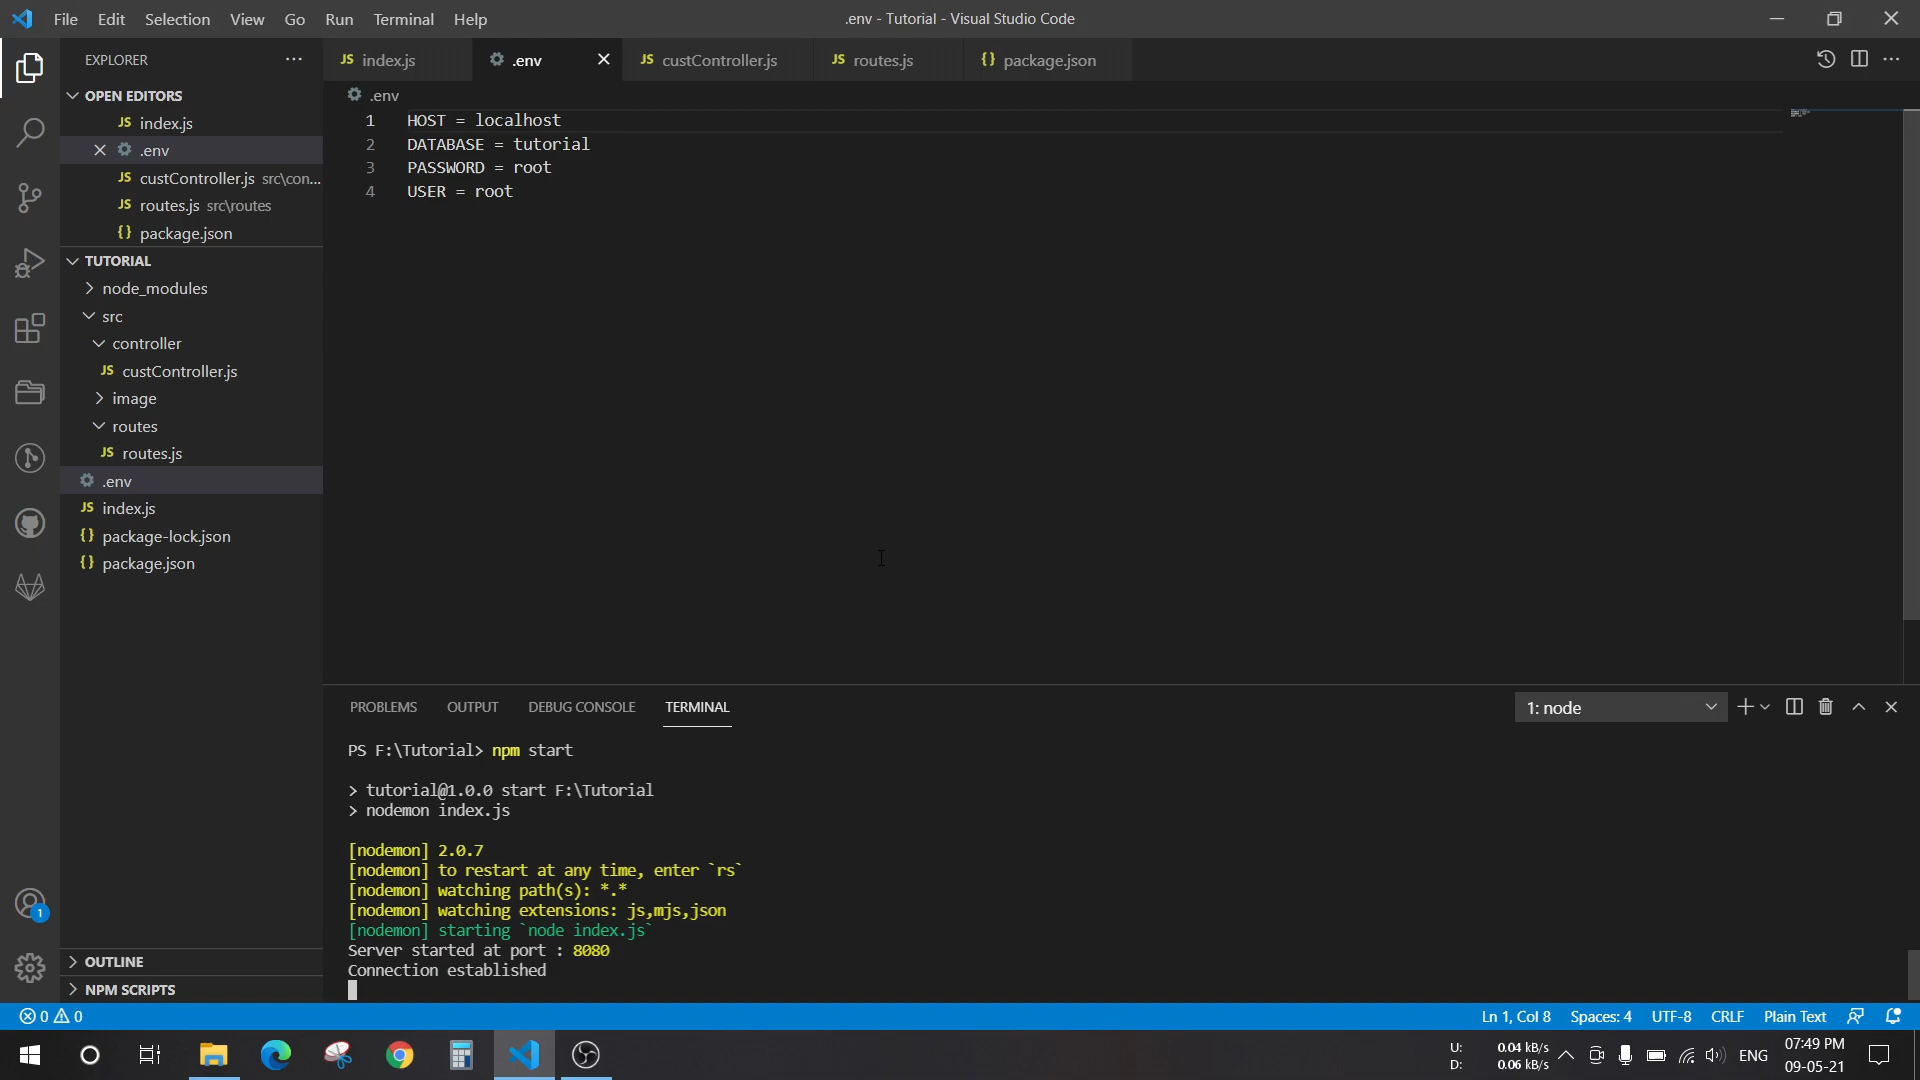 File Edit Selection View Go Run Terminal Help
.env - Tutorial - Visual Studio Code
EXPLORER
OPEN EDITORS
JS index.js
.env
JS custController.js src\con...
JS routes.js src\routes
{} package.json
TUTORIAL
node_modules
src
controller
JS custController.js
image
routes
JS routes.js
.env
JS index.js
{} package-lock.json
{} package.json
OUTLINE
NPM SCRIPTS
JS index.js
.env
JS custController.js
JS routes.js
{} package.json
.env
1 HOST = localhost
2 DATABASE = tutorial
3 PASSWORD = root
4 USER = root
PROBLEMS OUTPUT DEBUG CONSOLE TERMINAL
1: node
PS F:\Tutorial> npm start
> tutorial@1.0.0 start F:\Tutorial
> nodemon index.js
[nodemon] 2.0.7
[nodemon] to restart at any time, enter `rs`
[nodemon] watching path(s): *.*
[nodemon] watching extensions: js,mjs,json
[nodemon] starting `node index.js`
Server started at port : 8080
Connection established
1
0 0
Ln 1, Col 8 Spaces: 4 UTF-8 CRLF Plain Text
U: 0.04 kB/s
D: 0.06 kB/s
ENG
07:49 PM
09-05-21